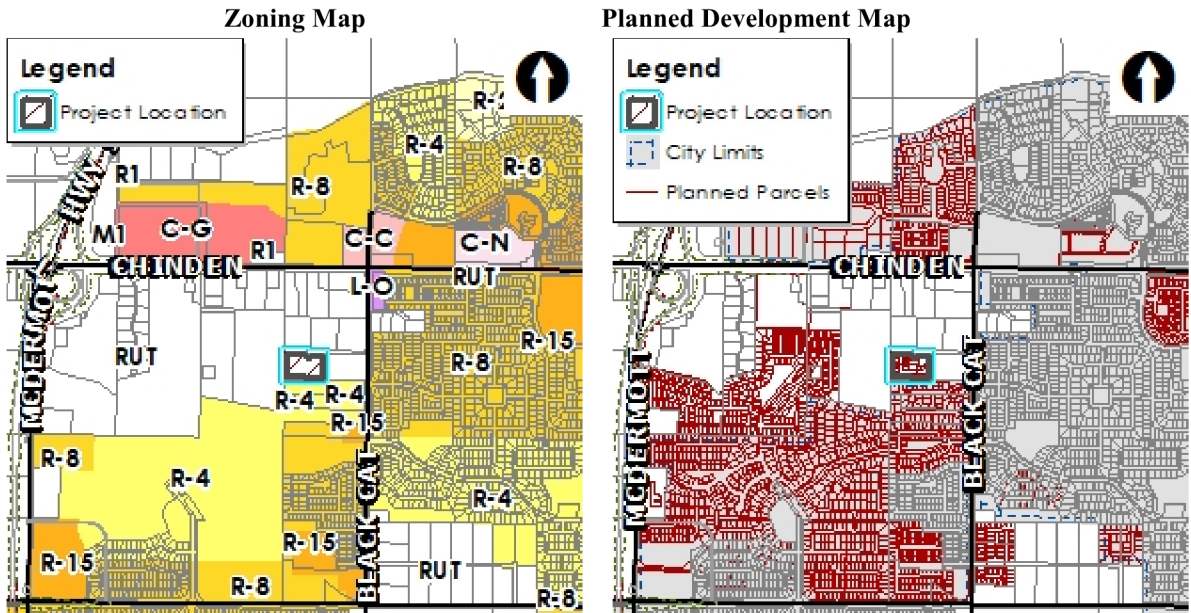 Zoning Map
Planned Development Map
Legend
Project Location
R-4
R-8
R1
R-8
M1
C-G
R1
C-C
C-N
HWY
CHINDEN
RUT
L-O
MCDERMOTT
RUT
R-8
R-15
R-4
R-4
R-15
R-8
R-4
R-4
R-15
R-15
RUT
R-8
R-8
BLACK CAT
Legend
Project Location
City Limits
Planned Parcels
CHINDEN
MCDERMOTT
BLACK CAT